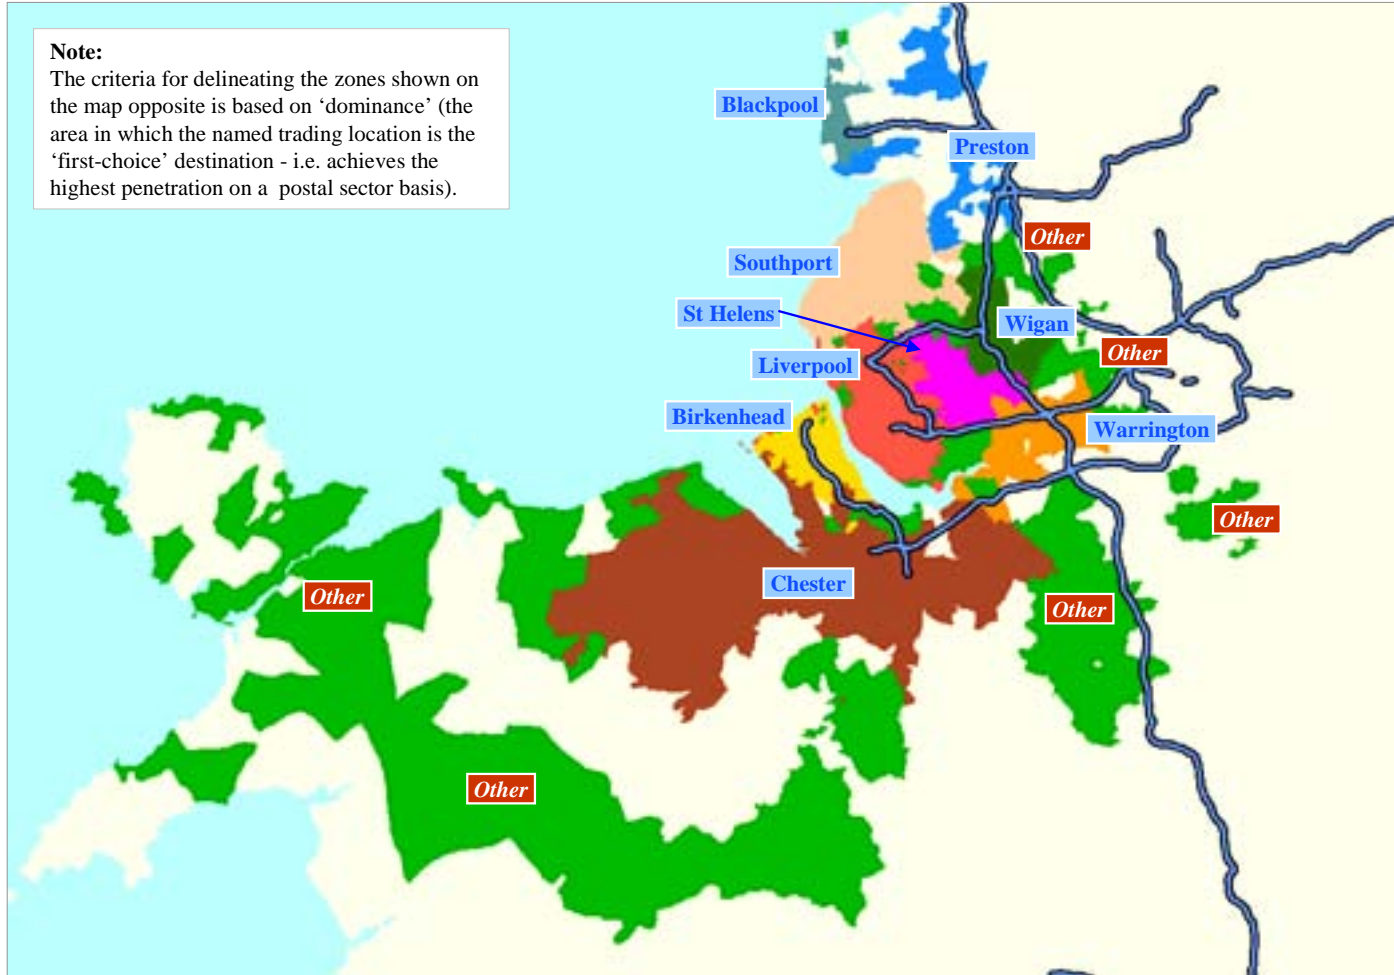 Note:
The criteria for delineating the zones shown on
the map opposite is based on ‘dominance’ (the
area in which the named trading location is the
‘first-choice’ destination - i.e. achieves the
highest penetration on a  postal sector basis).
Blackpool
Preston
Other
Southport
St Helens
Wigan
Other
Liverpool
Birkenhead
Warrington
Other
Chester
Other
Other
Other